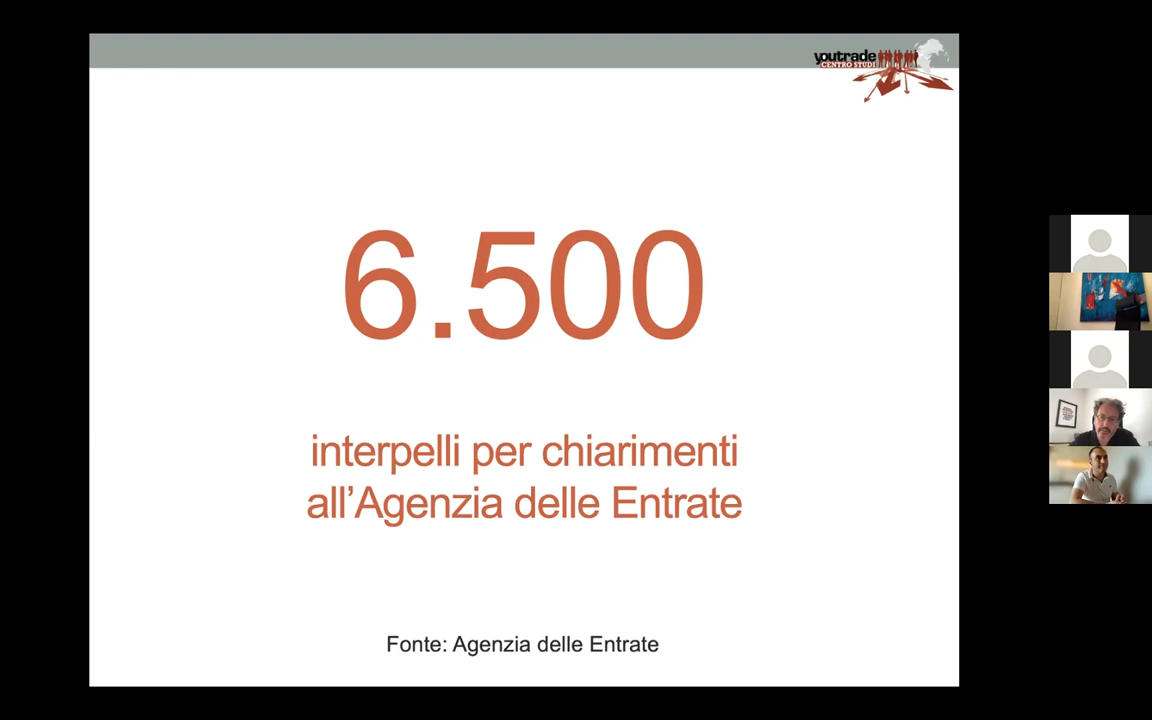 youtrade
CENTRO STUDI
6.500
interpelli per chiarimenti
all’Agenzia delle Entrate
Fonte: Agenzia delle Entrate